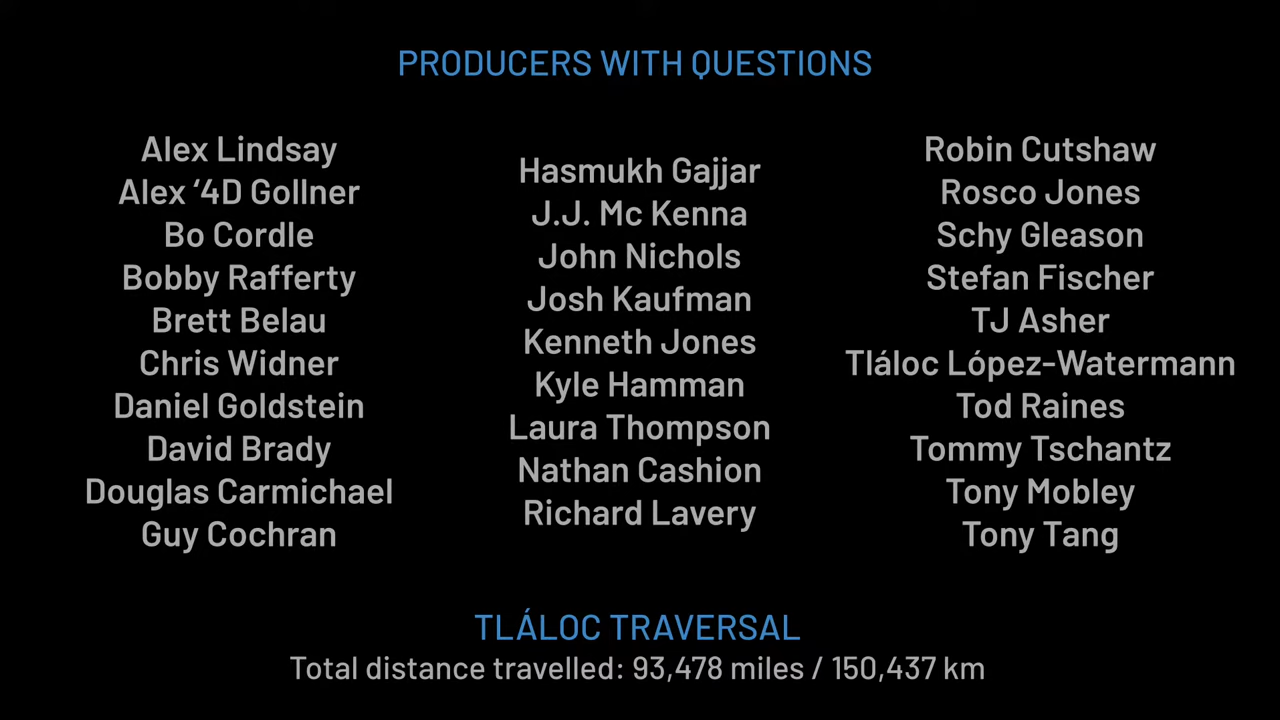 PRODUCERS WITH QUESTIONS
Alex Lindsay
Alex ‘4D Gollner
Bo Cordle
Bobby Rafferty
Brett Belau
Chris Widner
Daniel Goldstein
David Brady
Douglas Carmichael
Guy Cochran
Hasmukh Gajjar
J.J. Mc Kenna
John Nichols
Josh Kaufman
Kenneth Jones
Kyle Hamman
Laura Thompson
Nathan Cashion
Richard Lavery
Robin Cutshaw
Rosco Jones
Schy Gleason
Stefan Fischer
TJ Asher
Tláloc López-Watermann
Tod Raines
Tommy Tschantz
Tony Mobley
Tony Tang
TLÁLOC TRAVERSAL
Total distance travelled: 93,478 miles / 150,437 km